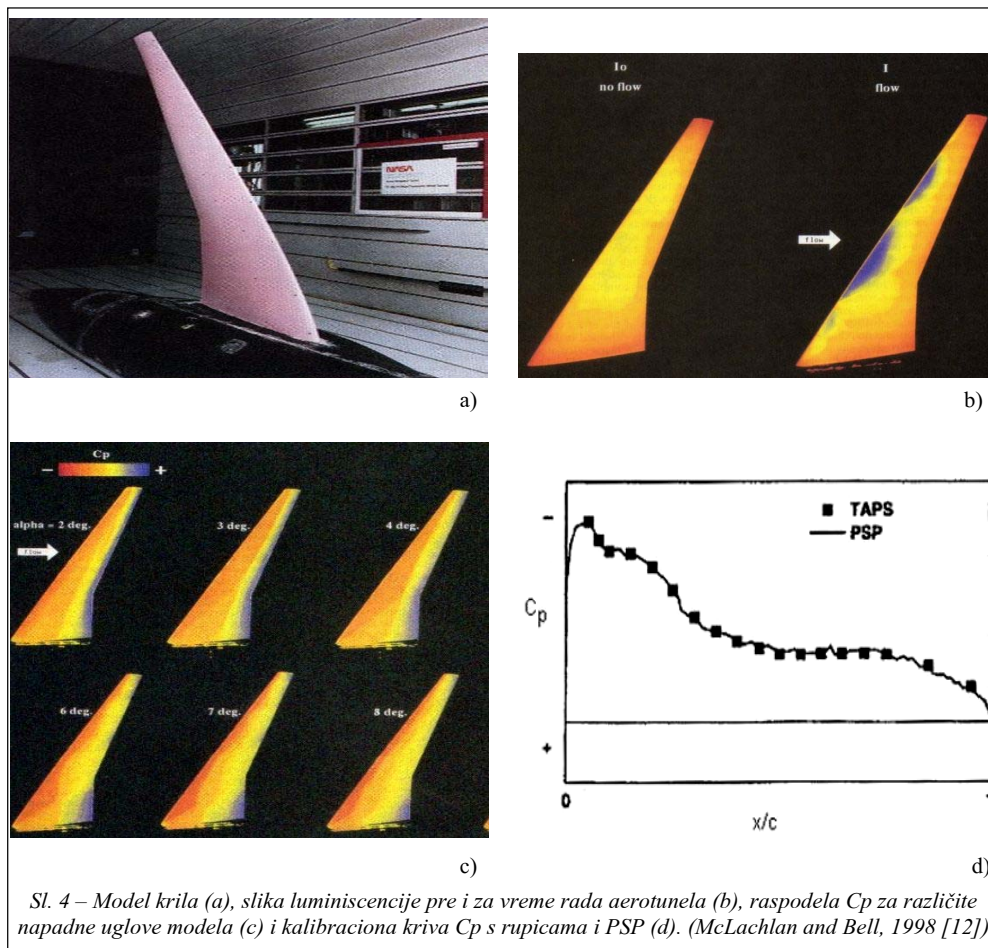 NASA
a)
Io
no flow
I
flow
flow
b)
Cp
− +
alpha = 2 deg.
3 deg.
4 deg.
flow
6 deg.
7 deg.
8 deg.
c)
TAPS
PSP
−
Cp
+
0
1
x/c
d)
Sl. 4 – Model krila (a), slika luminiscencije pre i za vreme rada aerotunela (b), raspodela Cp za različite
napadne uglove modela (c) i kalibraciona kriva Cp s rupicama i PSP (d). (McLachlan and Bell, 1998 [12])